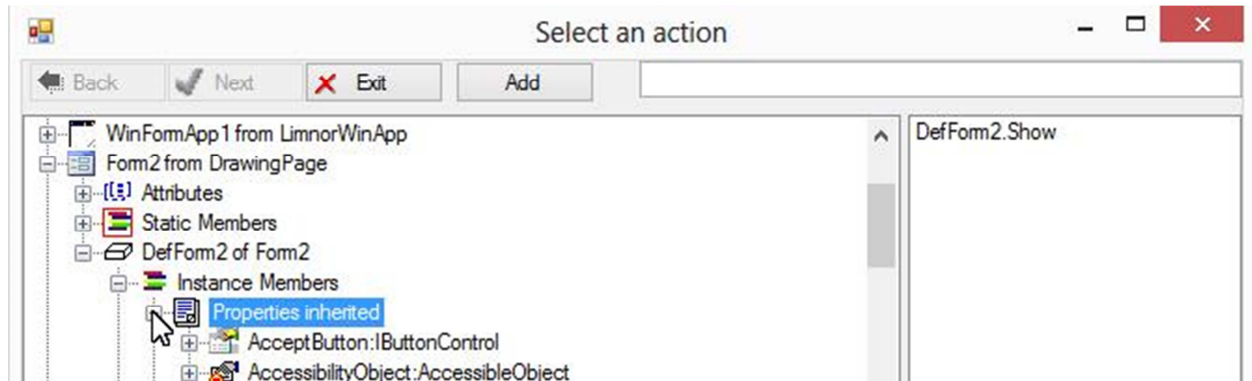 Select an action
Back Next Exit Add
WinFormApp1 from LimnorWinApp
DefForm2.Show
Form2 from DrawingPage
Attributes
Static Members
DefForm2 of Form2
Instance Members
Properties inherited
AcceptButton:IButtonControl
AccessibilityObject:AccessibleObject